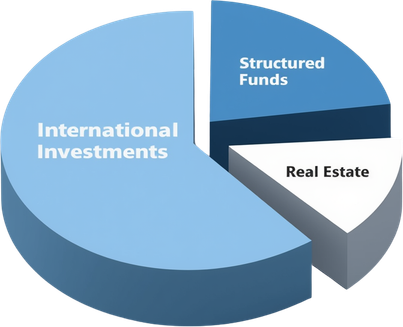 Structured
Funds
International
Investments
Real Estate